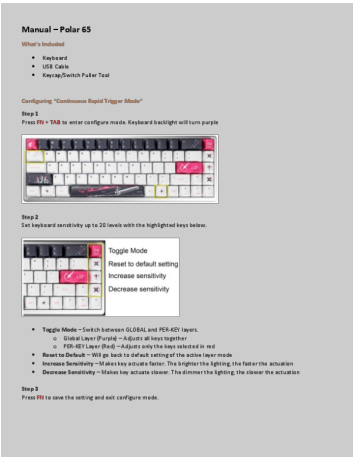 Manual – Polar 65
What's Included
• Keyboard
• USB Cable
• Keycap/Switch Puller Tool
Configuring "Continuous Rapid Trigger Mode"
Step 1
Press FN + TAB to enter configure mode. Keyboard backlight will turn purple
Step 2
Set keyboard sensitivity up to 20 levels with the highlighted keys below.
Toggle Mode
Reset to default setting
Increase sensitivity
Decrease sensitivity
• Toggle Mode – Switch between GLOBAL and PER-KEY layers.
o Global Layer (Purple) – Adjusts all keys together
o PER-KEY Layer (Red) – Adjusts only the keys selected in red
• Reset to Default – Will go back to default setting of the active layer mode
• Increase Sensitivity – Makes key actuate faster. The brighter the lighting, the faster the actuation
• Decrease Sensitivity – Makes key actuate slower. The dimmer the lighting, the slower the actuation
Step 3
Press FN to save the setting and exit configure mode.